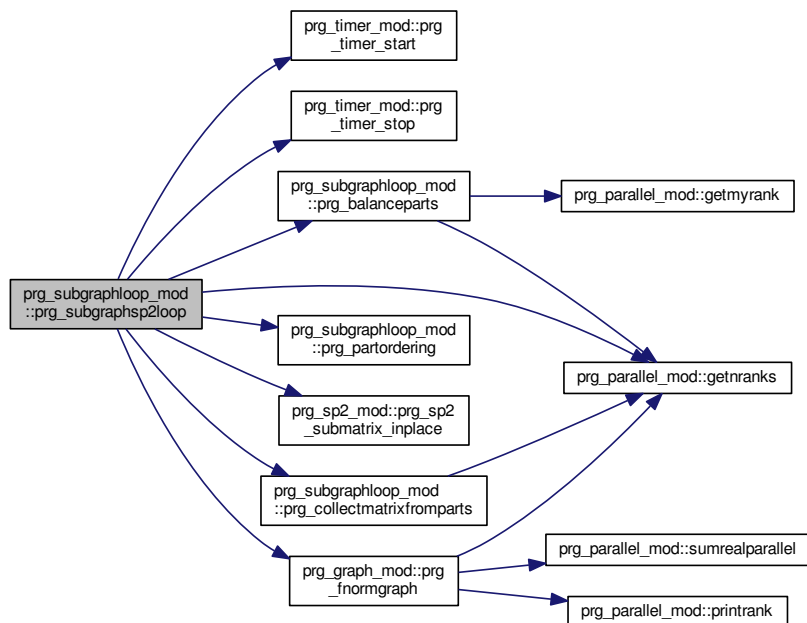 prg_timer_mod::prg
_timer_start
prg_timer_mod::prg
_timer_stop
prg_subgraphloop_mod
::prg_balanceparts
prg_parallel_mod::getmyrank
prg_subgraphloop_mod
::prg_subgraphsp2loop
prg_subgraphloop_mod
::prg_partordering
prg_parallel_mod::getnranks
prg_sp2_mod::prg_sp2
_submatrix_inplace
prg_subgraphloop_mod
::prg_collectmatrixfromparts
prg_parallel_mod::sumrealparallel
prg_graph_mod::prg
_fnormgraph
prg_parallel_mod::printrank